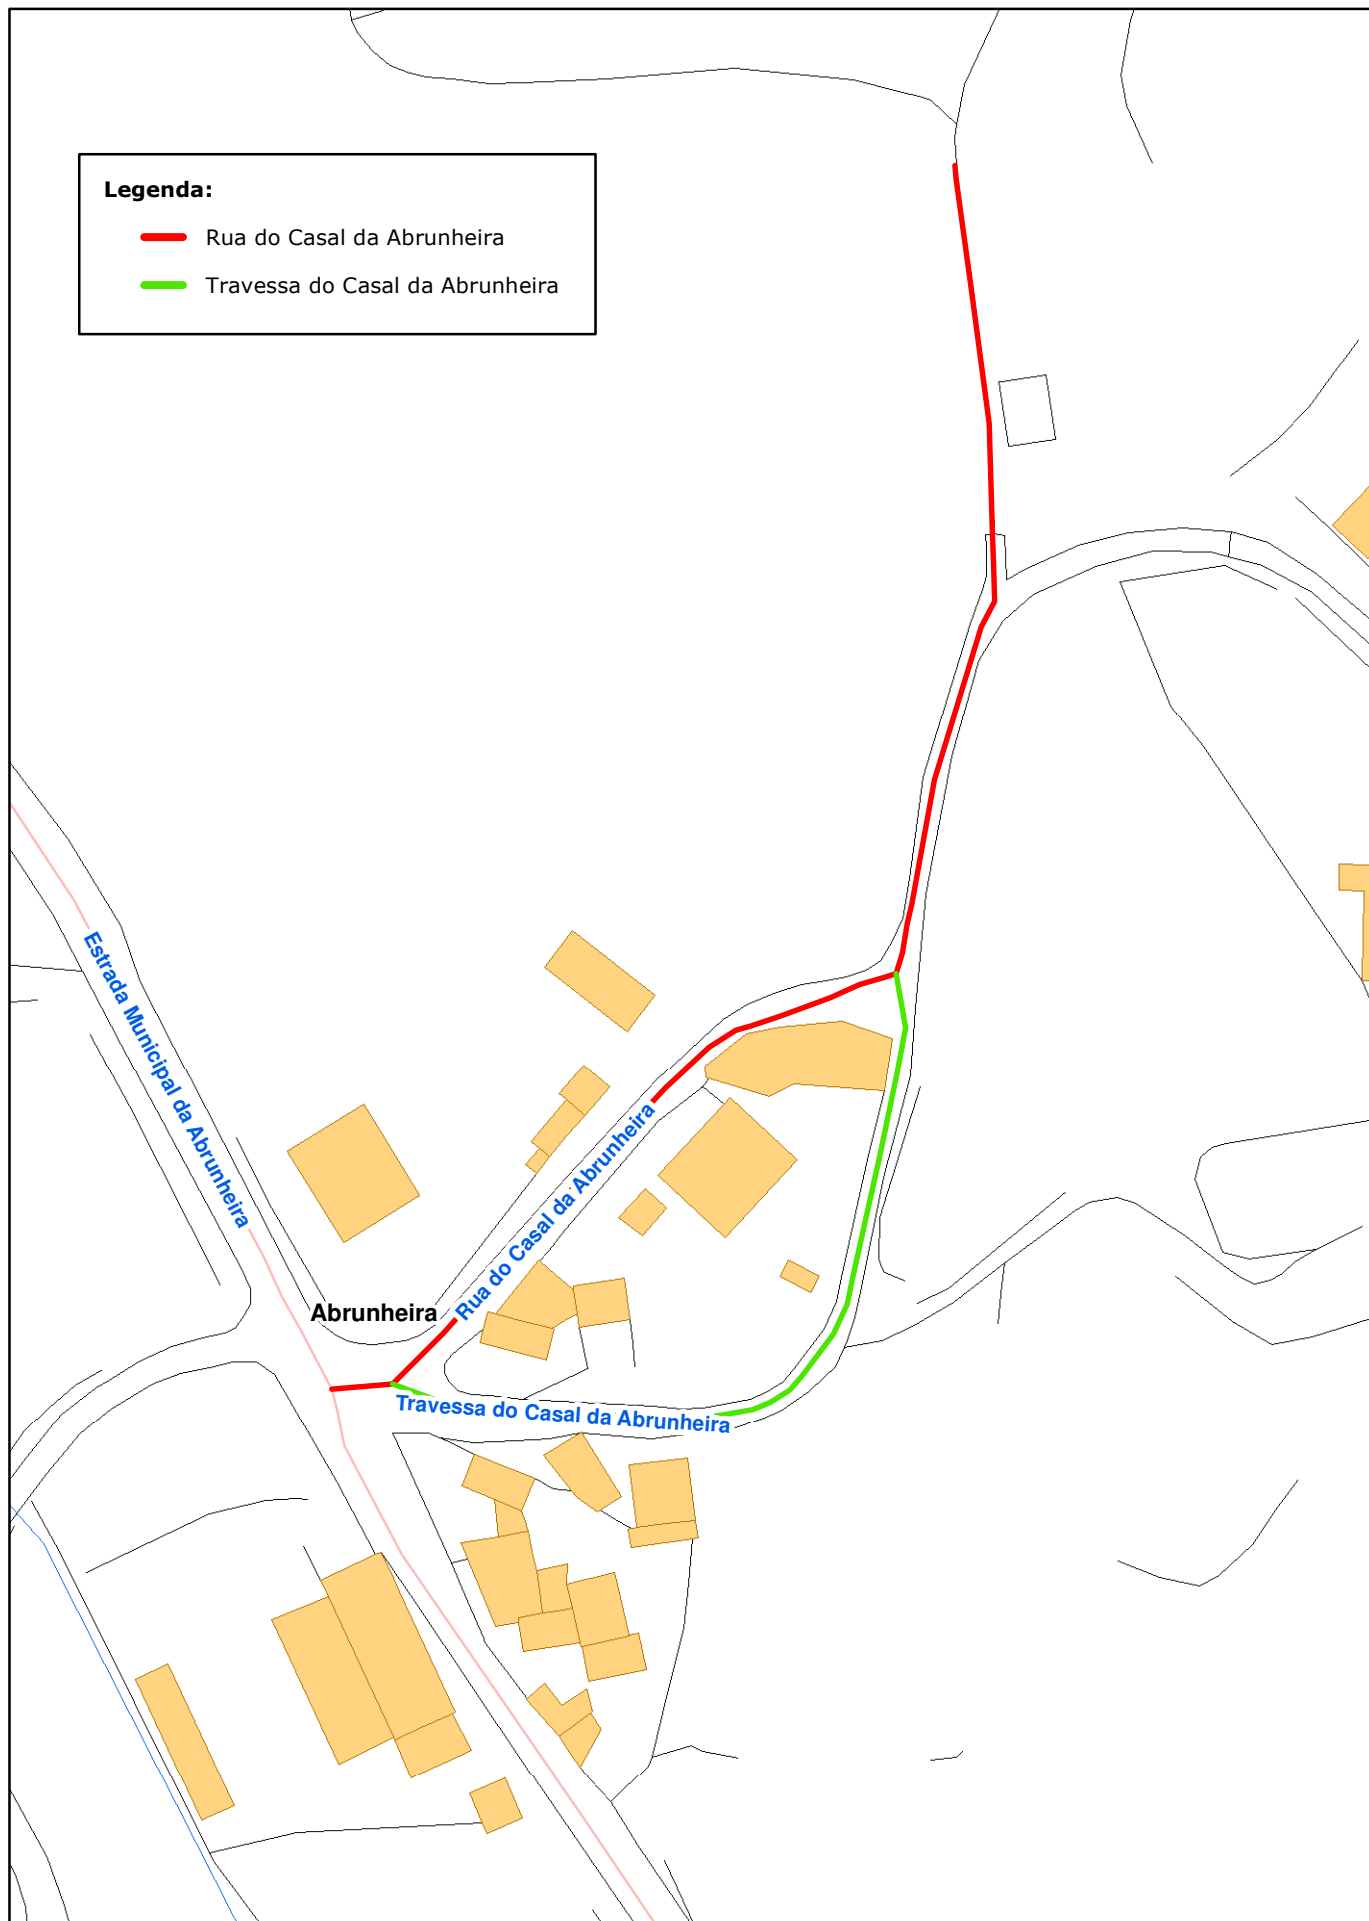 Legenda:
Rua do Casal da Abrunheira
Travessa do Casal da Abrunheira
Estrada Municipal da Abrunheira
Rua do Casal da Abrunheira
Abrunheira
Travessa do Casal da Abrunheira